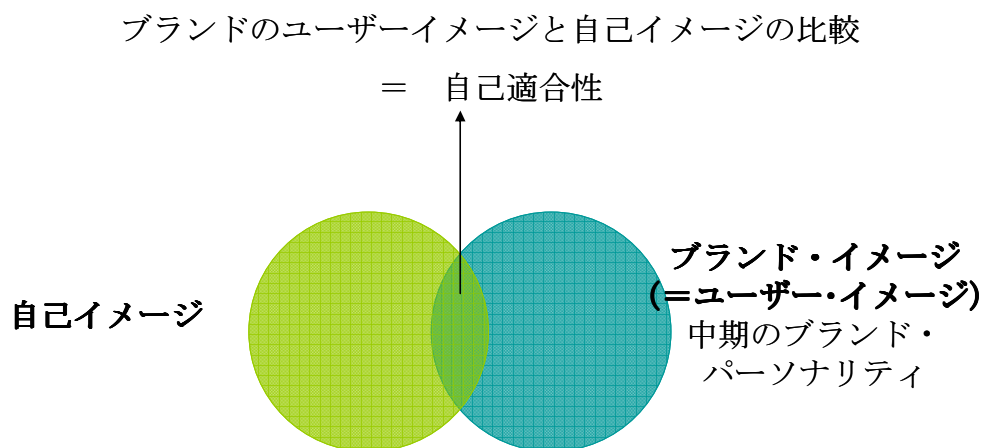 ブランドのユーザーイメージと自己イメージの比較
＝　自己適合性
自己イメージ
ブランド・イメージ
(＝ユーザー・イメージ)
中期のブランド・
パーソナリティ